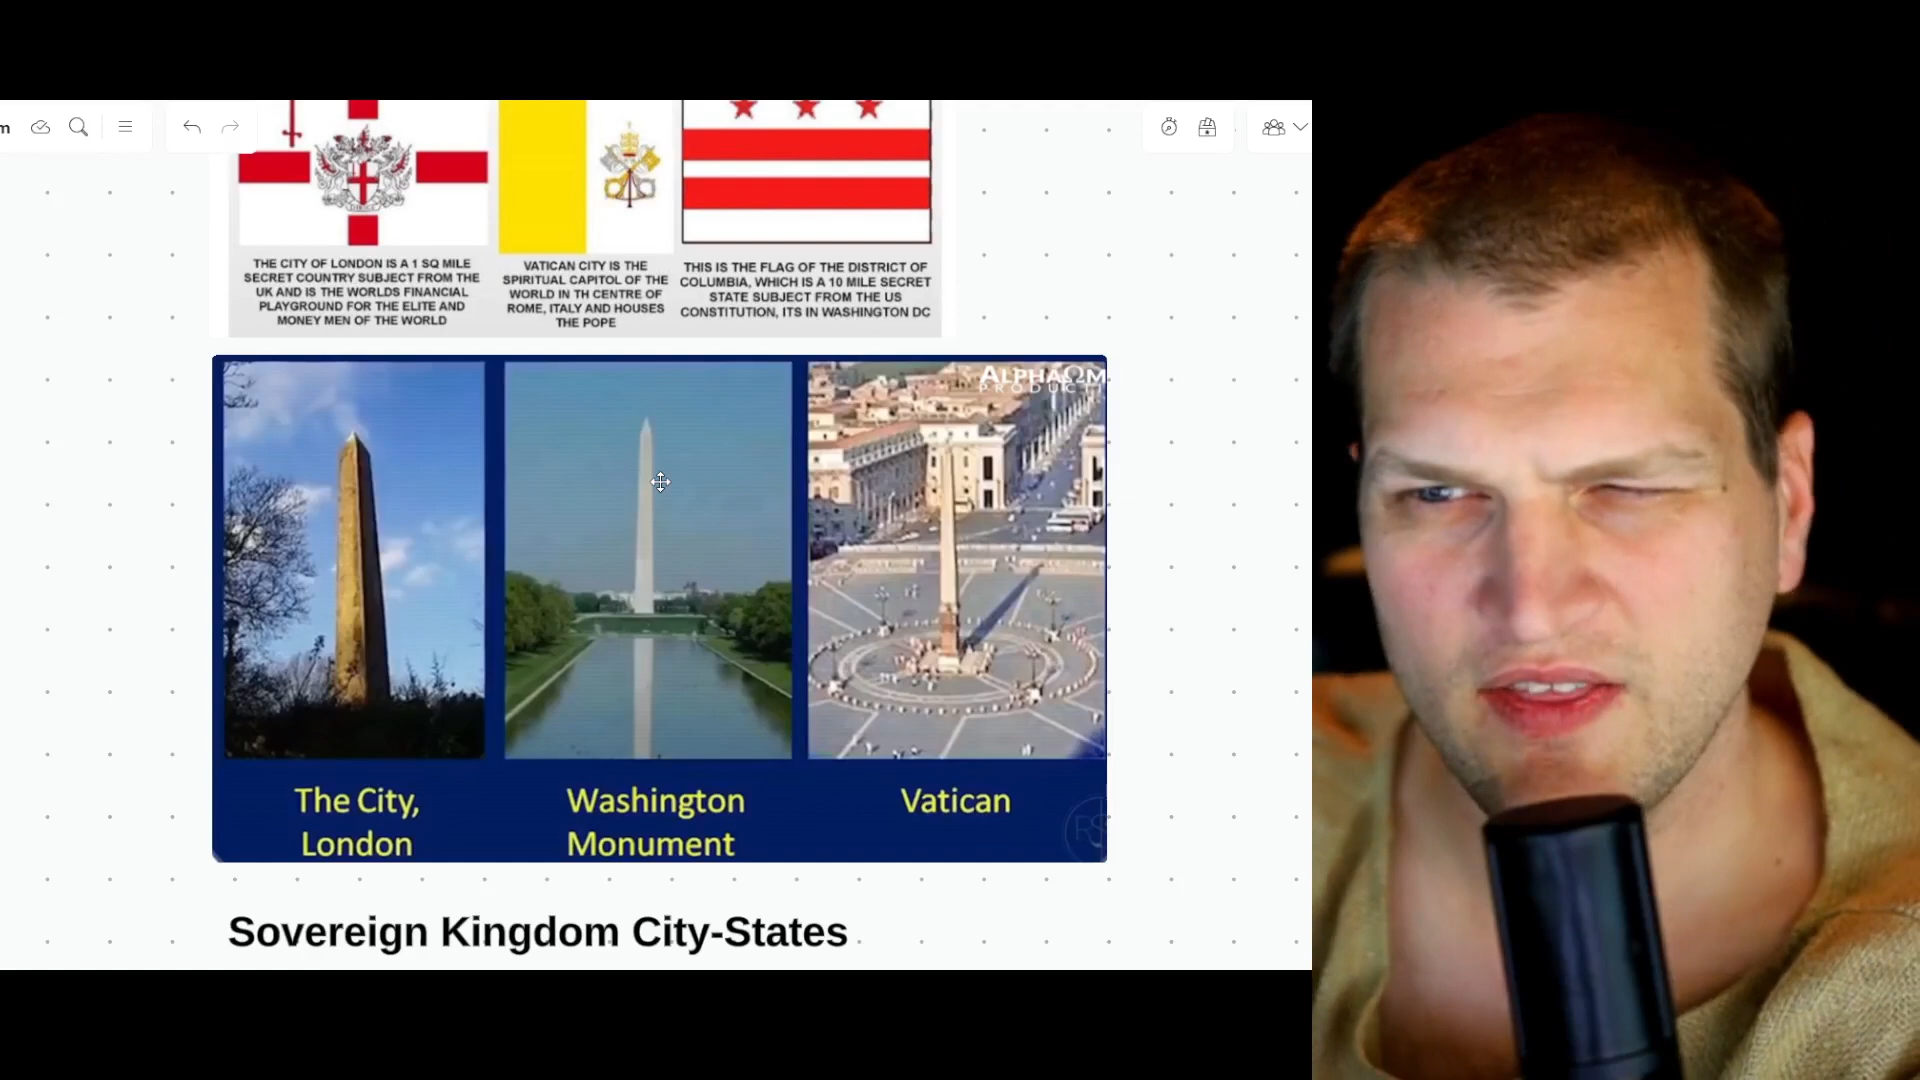 m
THE CITY OF LONDON IS A 1 SQ MILE
SECRET COUNTRY SUBJECT FROM THE
UK AND IS THE WORLDS FINANCIAL
PLAYGROUND FOR THE ELITE AND
MONEY MEN OF THE WORLD
VATICAN CITY IS THE
SPIRITUAL CAPITOL OF THE
WORLD IN TH CENTRE OF
ROME, ITALY AND HOUSES
THE POPE
THIS IS THE FLAG OF THE DISTRICT OF
COLUMBIA, WHICH IS A 10 MILE SECRET
STATE SUBJECT FROM THE US
CONSTITUTION, ITS IN WASHINGTON DC
ALPHAΩM
PRODUCTI
The City,
London
Washington
Monument
Vatican
RS
Sovereign Kingdom City-States